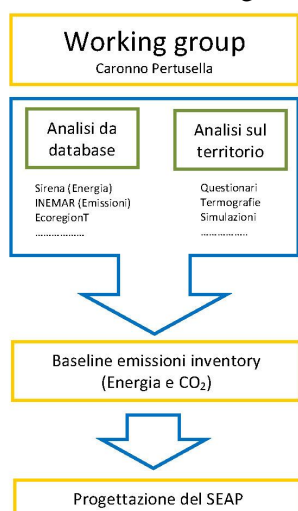 Working group
Caronno Pertusella
Analisi da
database
Sirena (Energia)
INEMAR (Emissioni)
EcoregionT
………………
Analisi sul
territorio
Questionari
Termografie
Simulazioni
………………
Baseline emissioni inventory
(Energia e CO₂)
Progettazione del SEAP